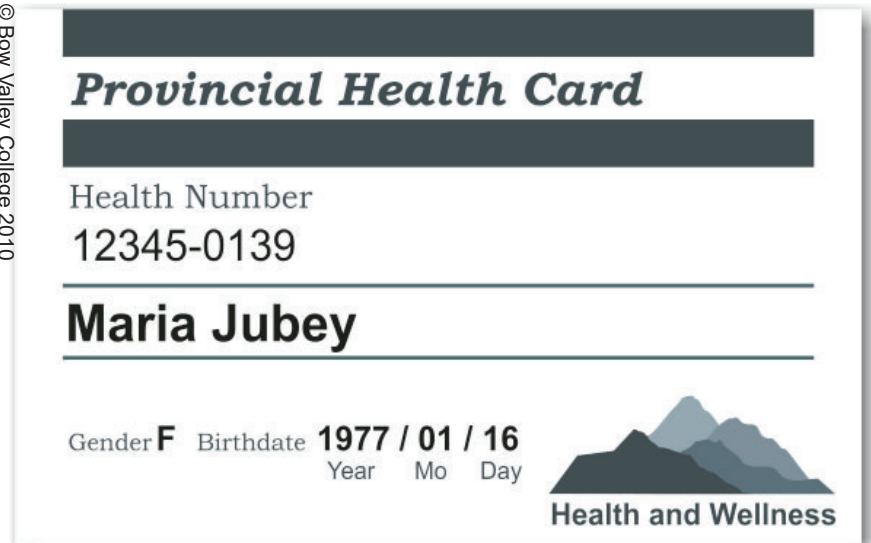 © Bow Valley College 2010
Provincial Health Card
Health Number
12345-0139
Maria Jubey
Gender F Birthdate 1977 / 01 / 16
Year Mo Day
Health and Wellness